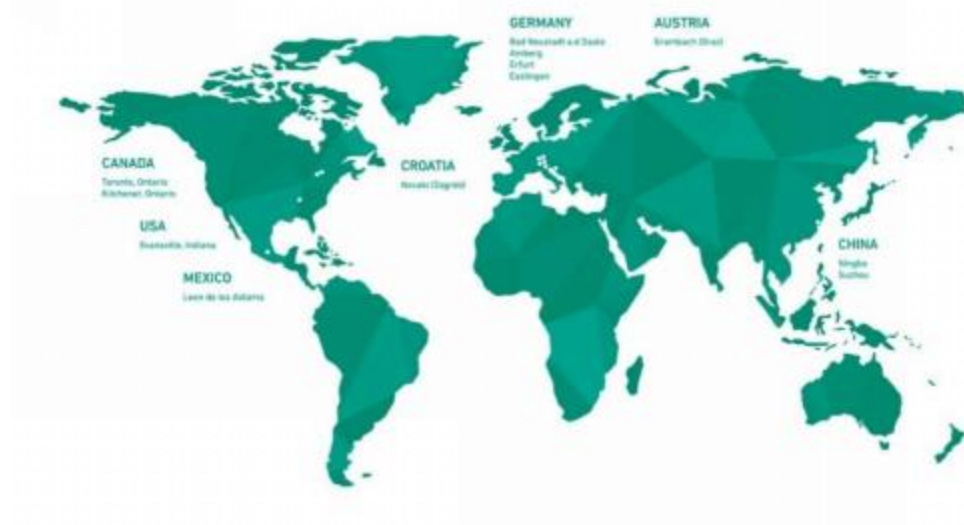 GERMANY
Bad Neustadt a.d Saale
Amberg
Erfurt
Esslingen
AUSTRIA
Krambach (Graz)
CANADA
Toronto, Ontario
Kitchener, Ontario
CROATIA
Novaki (Zagreb)
USA
Evansville, Indiana
MEXICO
Leon de los Aldama
CHINA
Ningbo
Suzhou